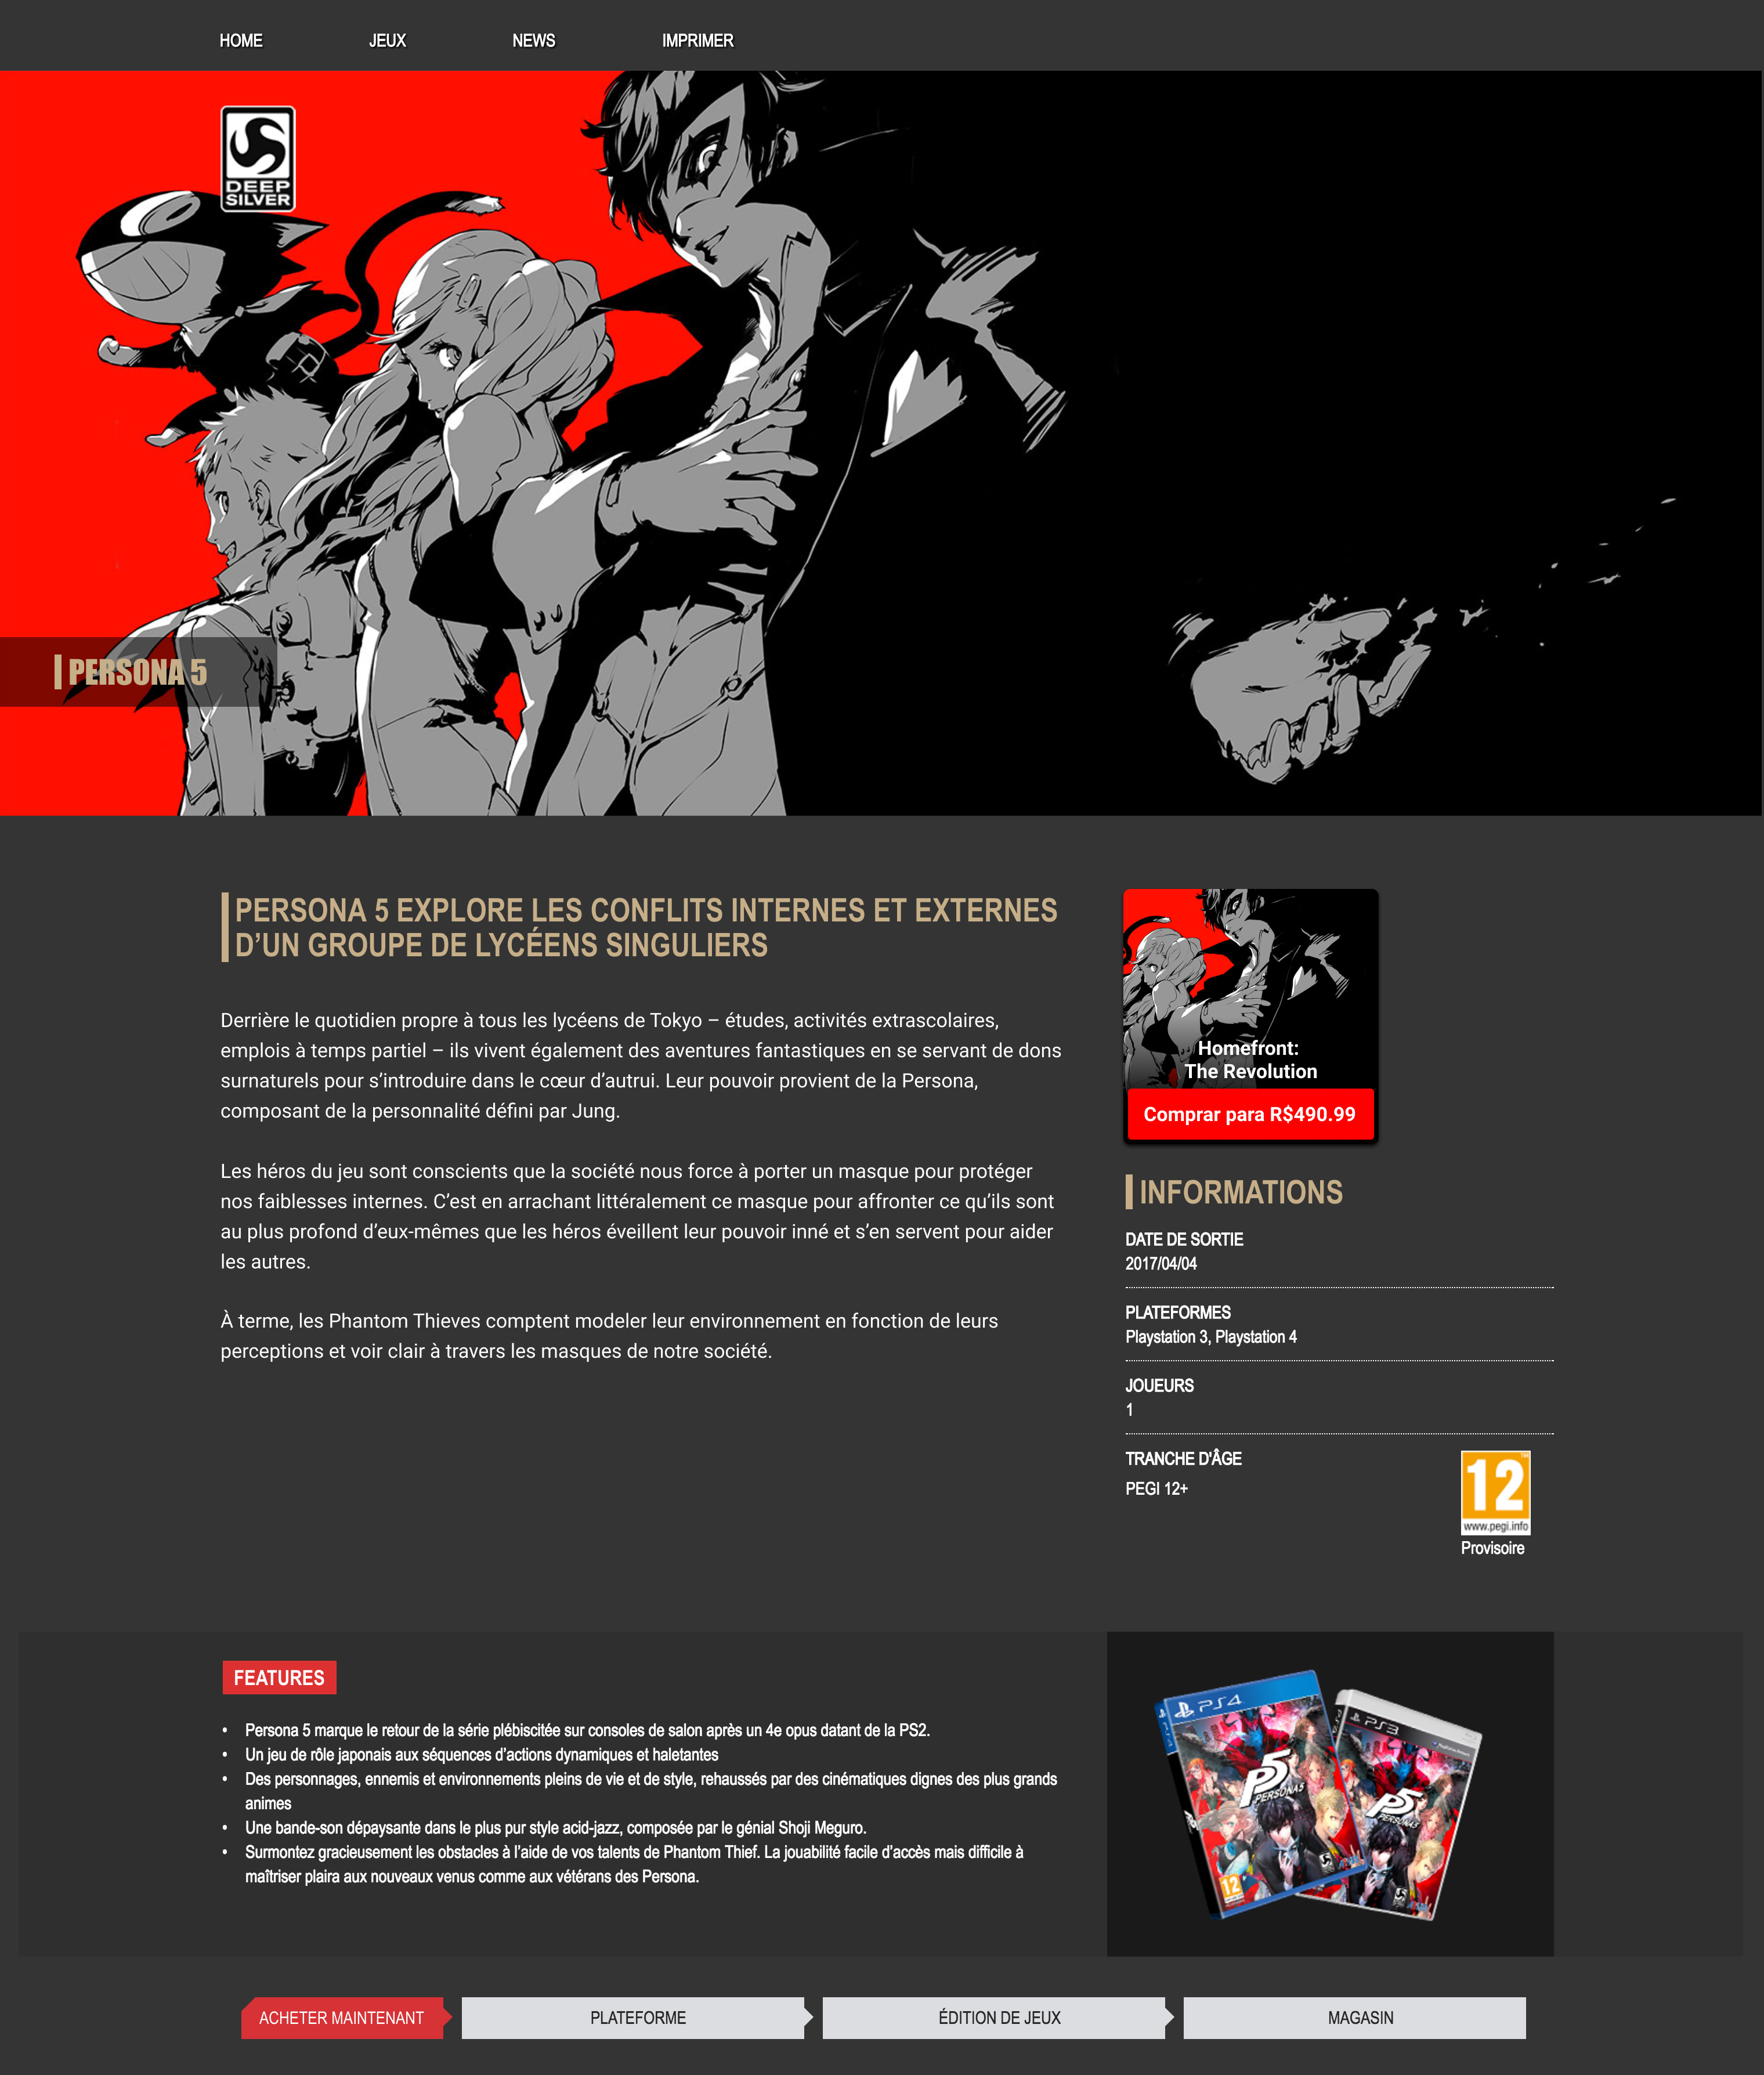 HOME JEUX NEWS IMPRIMER
DEEP
SILVER
PERSONA 5
PERSONA 5 EXPLORE LES CONFLITS INTERNES ET EXTERNES
D’UN GROUPE DE LYCÉENS SINGULIERS
Derrière le quotidien propre à tous les lycéens de Tokyo – études, activités extrascolaires,
emplois à temps partiel – ils vivent également des aventures fantastiques en se servant de dons
surnaturels pour s’introduire dans le cœur d’autrui. Leur pouvoir provient de la Persona,
composant de la personnalité défini par Jung.
Les héros du jeu sont conscients que la société nous force à porter un masque pour protéger
nos faiblesses internes. C’est en arrachant littéralement ce masque pour affronter ce qu’ils sont
au plus profond d’eux-mêmes que les héros éveillent leur pouvoir inné et s’en servent pour aider
les autres.
À terme, les Phantom Thieves comptent modeler leur environnement en fonction de leurs
perceptions et voir clair à travers les masques de notre société.
Homefront:
The Revolution
Comprar para R$490.99
INFORMATIONS
DATE DE SORTIE
2017/04/04
PLATEFORMES
Playstation 3, Playstation 4
JOUEURS
1
TRANCHE D'ÂGE
PEGI 12+
12
www.pegi.info
Provisoire
FEATURES
• Persona 5 marque le retour de la série plébiscitée sur consoles de salon après un 4e opus datant de la PS2.
• Un jeu de rôle japonais aux séquences d’actions dynamiques et haletantes
• Des personnages, ennemis et environnements pleins de vie et de style, rehaussés par des cinématiques dignes des plus grands
animes
• Une bande-son dépaysante dans le plus pur style acid-jazz, composée par le génial Shoji Meguro.
• Surmontez gracieusement les obstacles à l’aide de vos talents de Phantom Thief. La jouabilité facile d’accès mais difficile à
maîtriser plaira aux nouveaux venus comme aux vétérans des Persona.
PS4
PS4
P5
PERSONA5
12
PS3
P5
PERSONA5
ACHETER MAINTENANT PLATEFORME ÉDITION DE JEUX MAGASIN